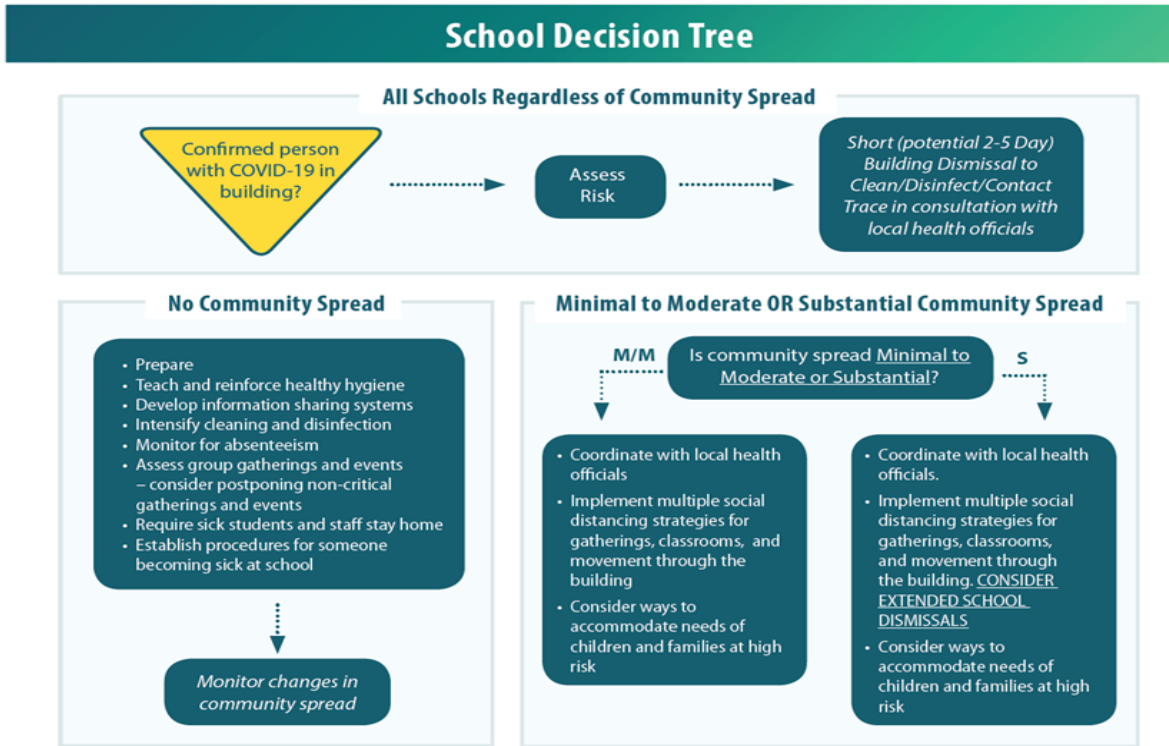 School Decision Tree
All Schools Regardless of Community Spread
Confirmed person
with COVID-19 in
building?
Assess
Risk
Short (potential 2-5 Day)
Building Dismissal to
Clean/Disinfect/Contact
Trace in consultation with
local health officials
No Community Spread
• Prepare
• Teach and reinforce healthy hygiene
• Develop information sharing systems
• Intensify cleaning and disinfection
• Monitor for absenteeism
• Assess group gatherings and events
– consider postponing non-critical
gatherings and events
• Require sick students and staff stay home
• Establish procedures for someone
becoming sick at school
Monitor changes in
community spread
Minimal to Moderate OR Substantial Community Spread
M/M
Is community spread Minimal to
Moderate or Substantial?
S
• Coordinate with local health
officials
• Implement multiple social
distancing strategies for
gatherings, classrooms, and
movement through the
building
• Consider ways to
accommodate needs of
children and families at high
risk
• Coordinate with local health
officials.
• Implement multiple social
distancing strategies for
gatherings, classrooms,
and movement through
the building. CONSIDER
EXTENDED SCHOOL
DISMISSALS
• Consider ways to
accommodate needs of
children and families at high
risk